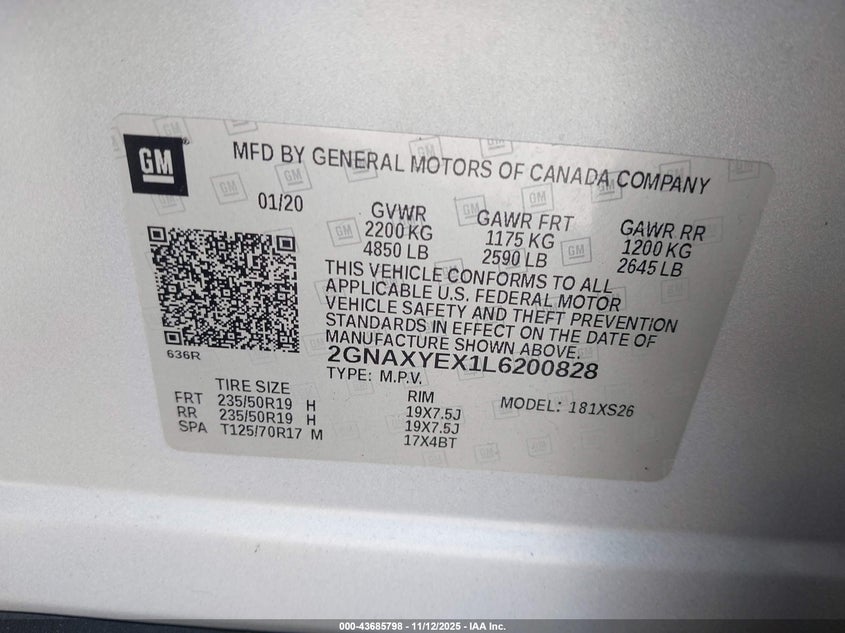 GM
MFD BY GENERAL MOTORS OF CANADA COMPANY
01/20
GVWR
2200 KG
4850 LB
GAWR FRT
1175 KG
2590 LB
GAWR RR
1200 KG
2645 LB
THIS VEHICLE CONFORMS TO ALL
APPLICABLE U.S. FEDERAL MOTOR
VEHICLE SAFETY AND THEFT PREVENTION
STANDARDS IN EFFECT ON THE DATE OF
MANUFACTURE SHOWN ABOVE.
2GNAXYEX1L6200828
TYPE: M.P.V.
636R
TIRE SIZE
FRT 235/50R19 H
RR 235/50R19 H
SPA T125/70R17 M
RIM
19X7.5J
19X7.5J
17X4BT
MODEL: 181XS26
000-43685798 - 11/12/2025 - IAA Inc.